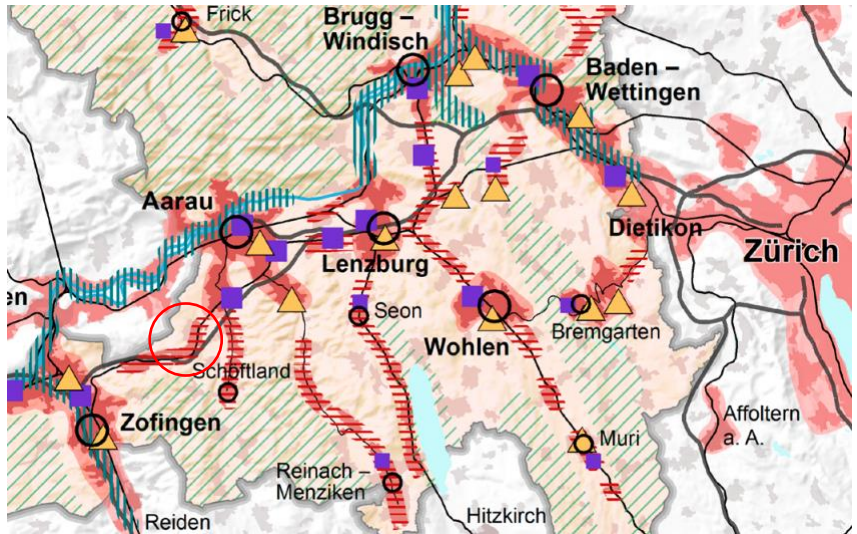 Frick
Brugg –
Windisch
Baden –
Wettingen
Aarau
Lenzburg
Dietikon
Zürich
en
Seon
Wohlen
Bremgarten
Schöftland
Zofingen
Muri
Affoltern
a. A.
Reinach –
Menziken
Reiden
Hitzkirch